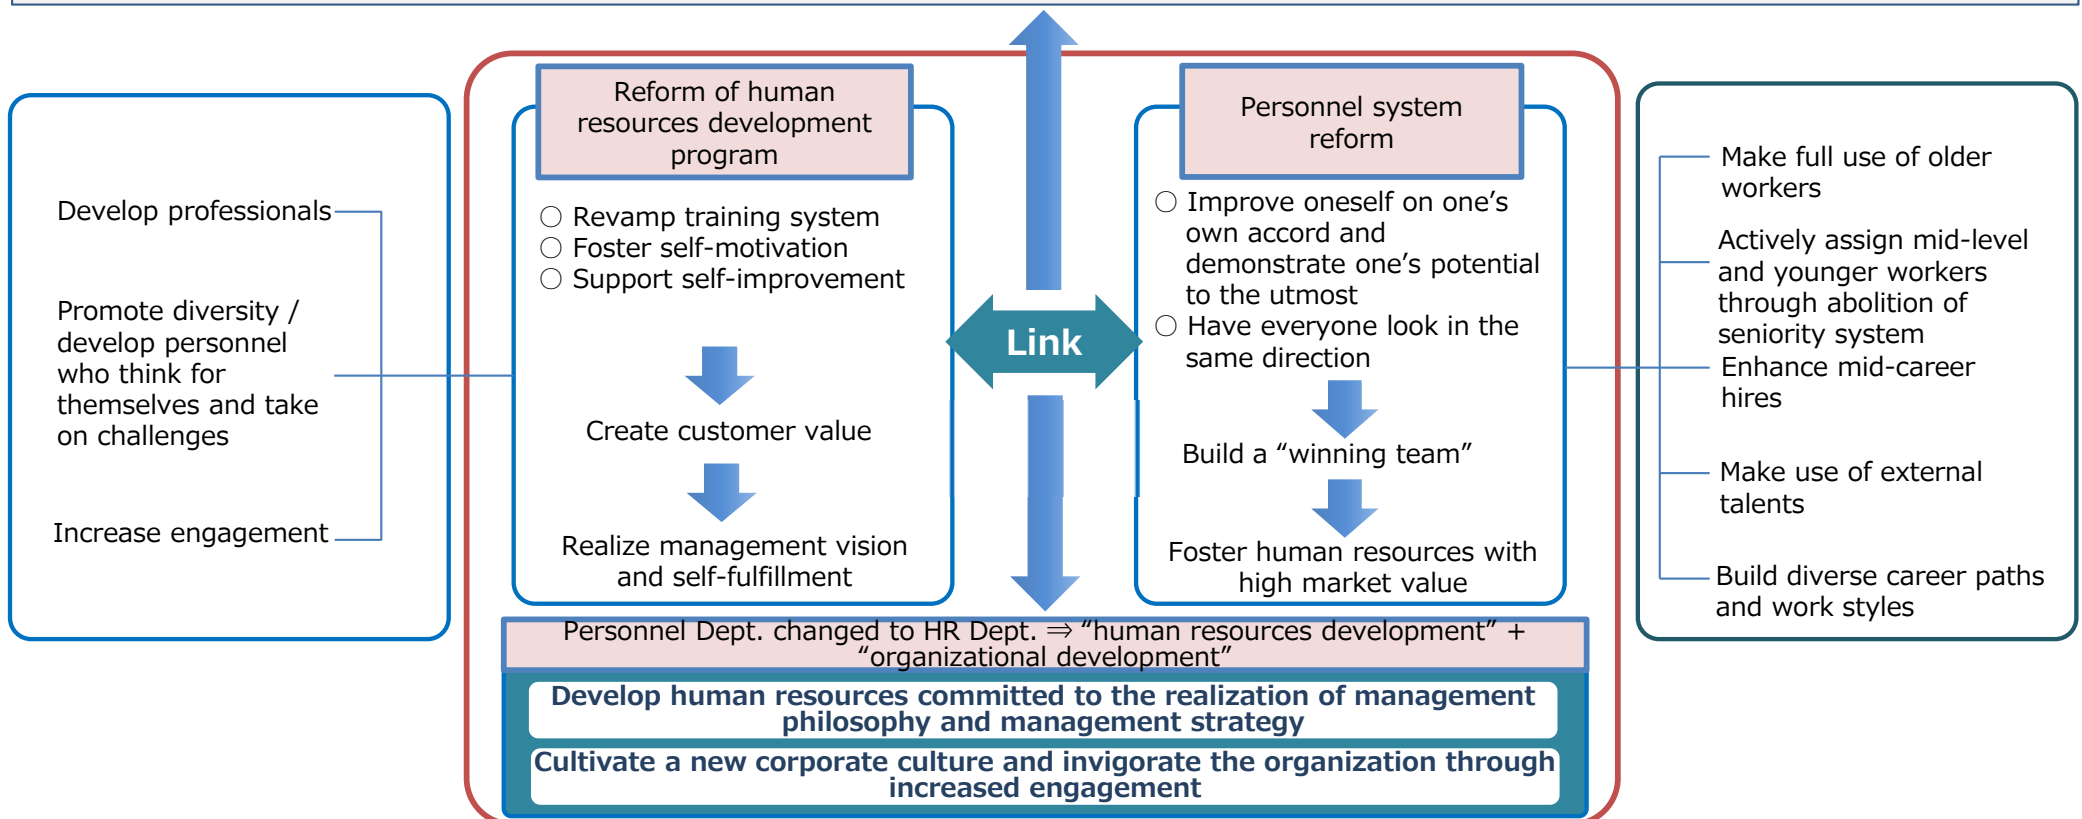 Develop professionals
Promote diversity /
develop personnel
who think for
themselves and take
on challenges
Increase engagement
Reform of human
resources development
program
○ Revamp training system
○ Foster self-motivation
○ Support self-improvement
Create customer value
Realize management vision
and self-fulfillment
Link
Personnel system
reform
○ Improve oneself on one’s
own accord and
demonstrate one’s potential
to the utmost
○ Have everyone look in the
same direction
Build a “winning team”
Foster human resources with
high market value
Make full use of older
workers
Actively assign mid-level
and younger workers
through abolition of
seniority system
Enhance mid-career
hires
Make use of external
talents
Build diverse career paths
and work styles
Personnel Dept. changed to HR Dept. ⇒ “human resources development” +
“organizational development”
Develop human resources committed to the realization of management
philosophy and management strategy
Cultivate a new corporate culture and invigorate the organization through
increased engagement